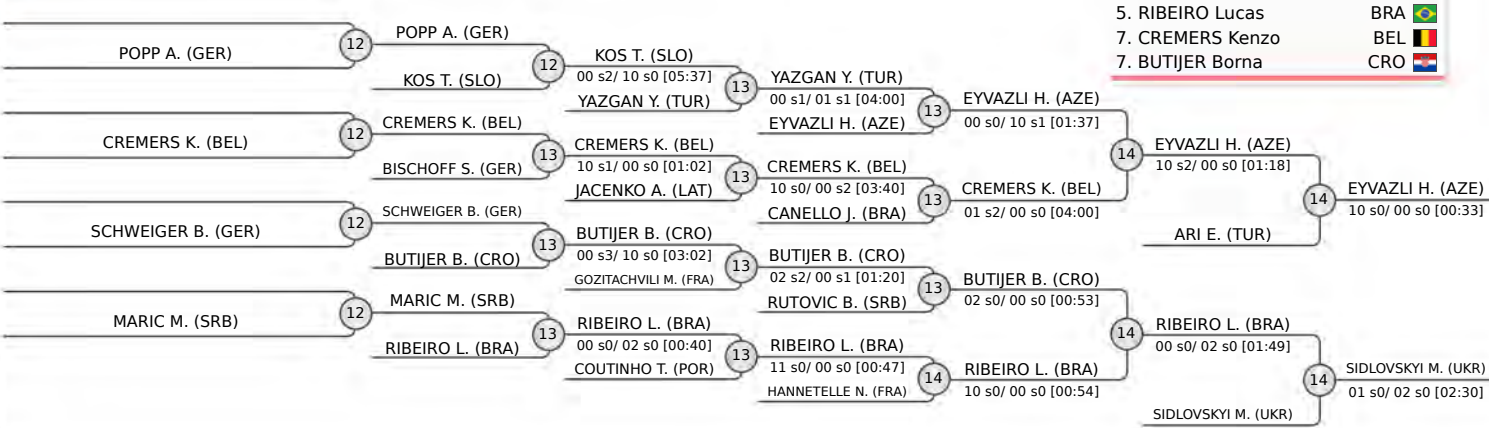 5. RIBEIRO Lucas BRA
7. CREMERS Kenzo BEL
7. BUTIJER Borna CRO
POPP A. (GER)
12
POPP A. (GER)
KOS T. (SLO)
12
KOS T. (SLO)
00 s2/ 10 s0 [05:37]
YAZGAN Y. (TUR)
13
YAZGAN Y. (TUR)
00 s1/ 01 s1 [04:00]
EYVAZLI H. (AZE)
13
EYVAZLI H. (AZE)
00 s0/ 10 s1 [01:37]
CREMERS K. (BEL)
12
CREMERS K. (BEL)
BISCHOFF S. (GER)
13
CREMERS K. (BEL)
10 s1/ 00 s0 [01:02]
JACENKO A. (LAT)
13
CREMERS K. (BEL)
10 s0/ 00 s2 [03:40]
CANELLO J. (BRA)
13
CREMERS K. (BEL)
01 s2/ 00 s0 [04:00]
14
EYVAZLI H. (AZE)
10 s2/ 00 s0 [01:18]
ARI E. (TUR)
14
EYVAZLI H. (AZE)
10 s0/ 00 s0 [00:33]
SCHWEIGER B. (GER)
12
SCHWEIGER B. (GER)
BUTIJER B. (CRO)
13
BUTIJER B. (CRO)
00 s3/ 10 s0 [03:02]
GOZITACHVILI M. (FRA)
13
BUTIJER B. (CRO)
02 s2/ 00 s1 [01:20]
RUTOVIC B. (SRB)
13
BUTIJER B. (CRO)
02 s0/ 00 s0 [00:53]
MARIC M. (SRB)
12
MARIC M. (SRB)
RIBEIRO L. (BRA)
13
RIBEIRO L. (BRA)
00 s0/ 02 s0 [00:40]
COUTINHO T. (POR)
13
RIBEIRO L. (BRA)
11 s0/ 00 s0 [00:47]
HANNETELLE N. (FRA)
14
RIBEIRO L. (BRA)
10 s0/ 00 s0 [00:54]
14
RIBEIRO L. (BRA)
00 s0/ 02 s0 [01:49]
SIDLOVSKYI M. (UKR)
14
SIDLOVSKYI M. (UKR)
01 s0/ 02 s0 [02:30]